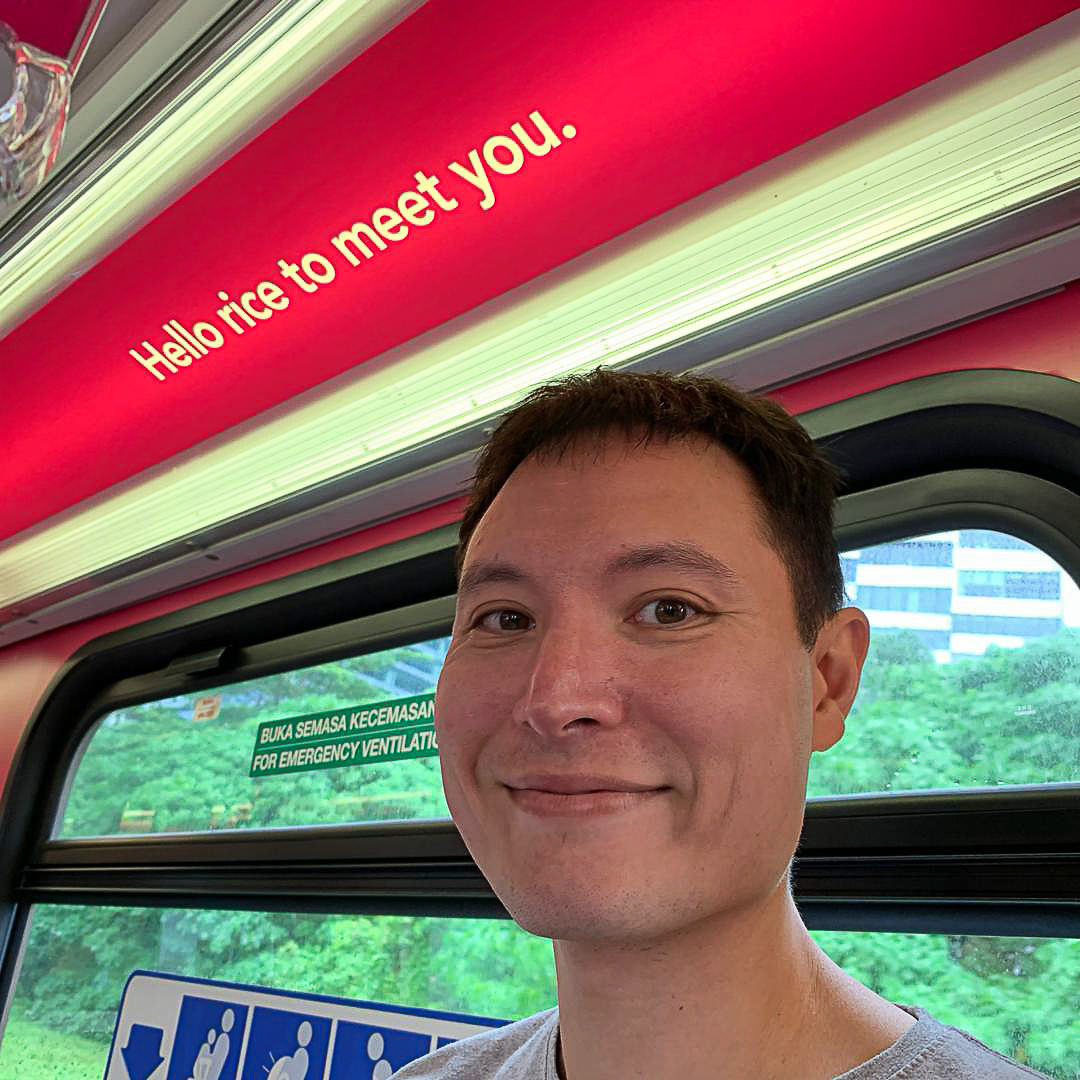 Hello rice to meet you.
BUKA SEMASA KECEMASAN
FOR EMERGENCY